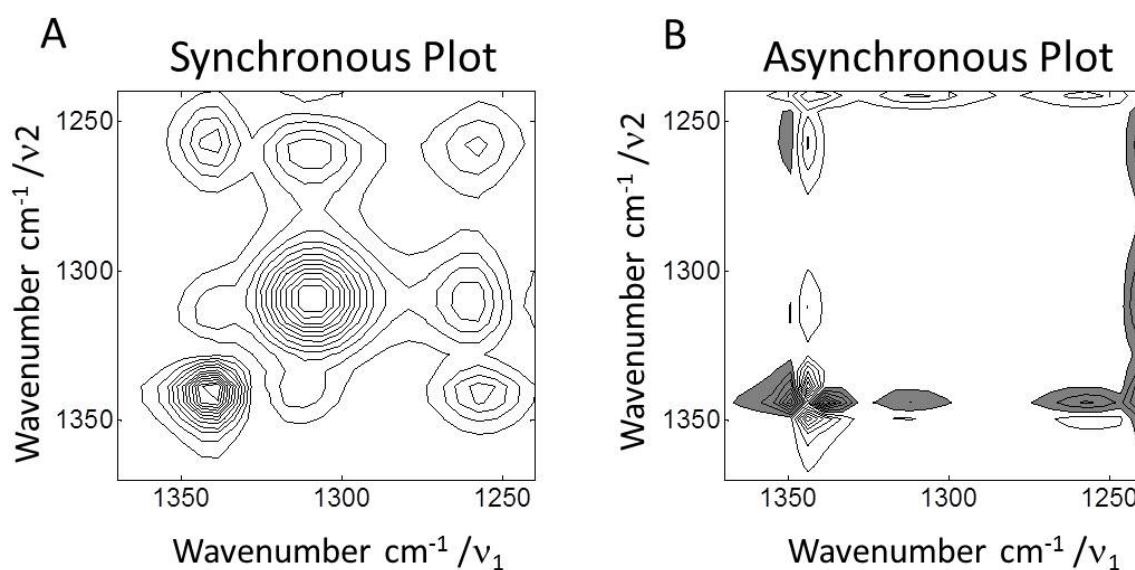 A
Synchronous Plot
1250
1300
1350
1350
1300
1250
Wavenumber cm⁻¹ /ν2
Wavenumber cm⁻¹ /ν₁
B
Asynchronous Plot
1250
1300
1350
1350
1300
1250
Wavenumber cm⁻¹ /ν2
Wavenumber cm⁻¹ /ν₁